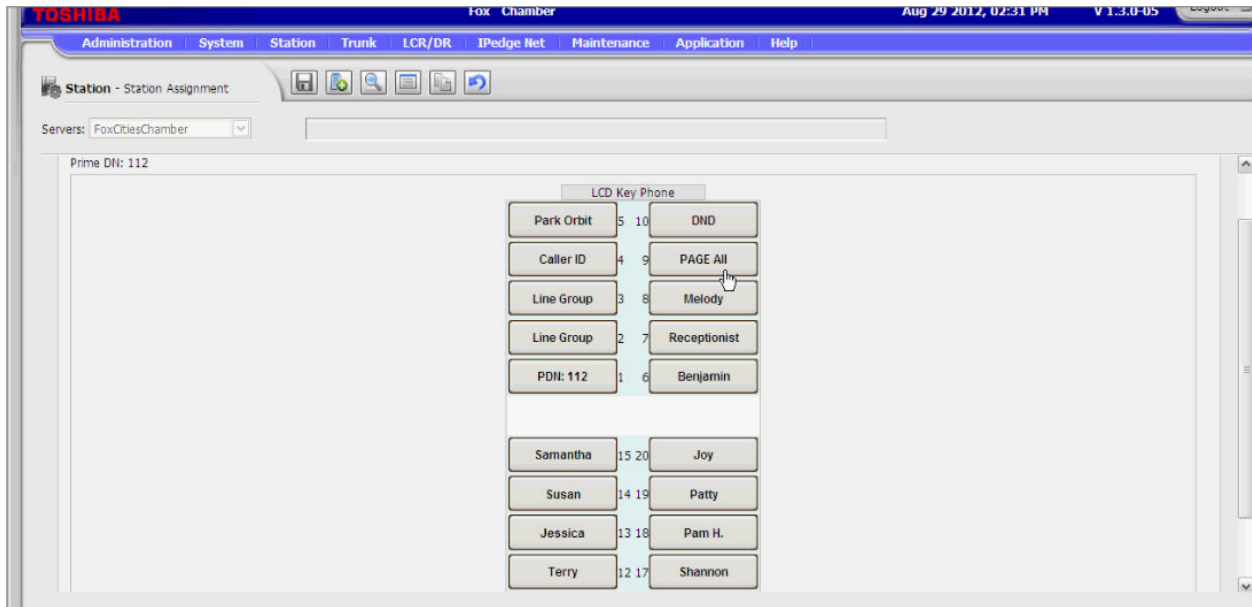 TOSHIBA Fox Chamber Aug 29 2012, 02:31 PM V 1.3.0-05 Logout
Administration System Station Trunk LCR/DR IPedge Net Maintenance Application Help
Station - Station Assignment
Servers: FoxCitiesChamber
Prime DN: 112
LCD Key Phone
Park Orbit 5 10 DND
Caller ID 4 9 PAGE All
Line Group 3 8 Melody
Line Group 2 7 Receptionist
PDN: 112 1 6 Benjamin
Samantha 15 20 Joy
Susan 14 19 Patty
Jessica 13 18 Pam H.
Terry 12 17 Shannon